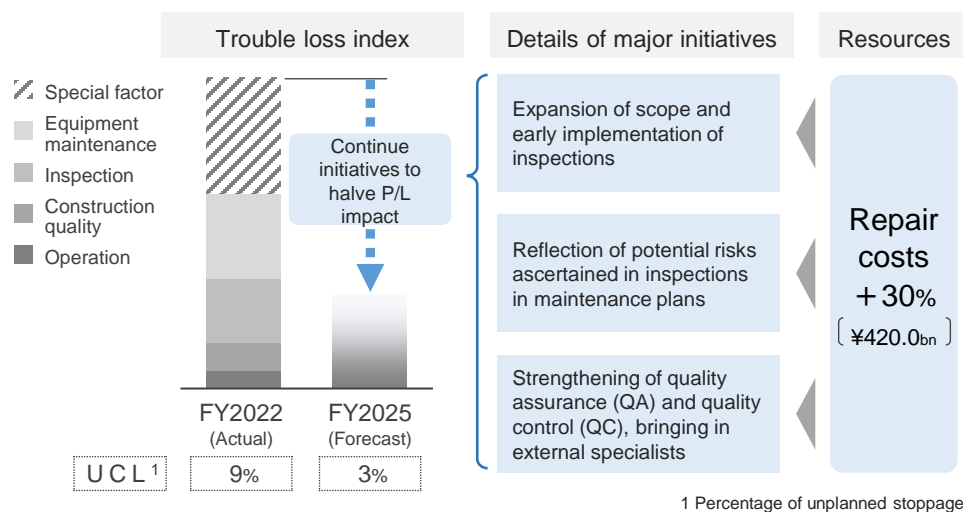 Trouble loss index
Details of major initiatives
Resources
Special factor
Equipment
maintenance
Inspection
Construction
quality
Operation
Continue
initiatives to
halve P/L
impact
FY2022
(Actual)
FY2025
(Forecast)
UCL1
9%
3%
Expansion of scope and
early implementation of
inspections
Reflection of potential risks
ascertained in inspections
in maintenance plans
Strengthening of quality
assurance (QA) and quality
control (QC), bringing in
external specialists
Repair
costs
＋30%
[ ¥420.0bn ]
1 Percentage of unplanned stoppage